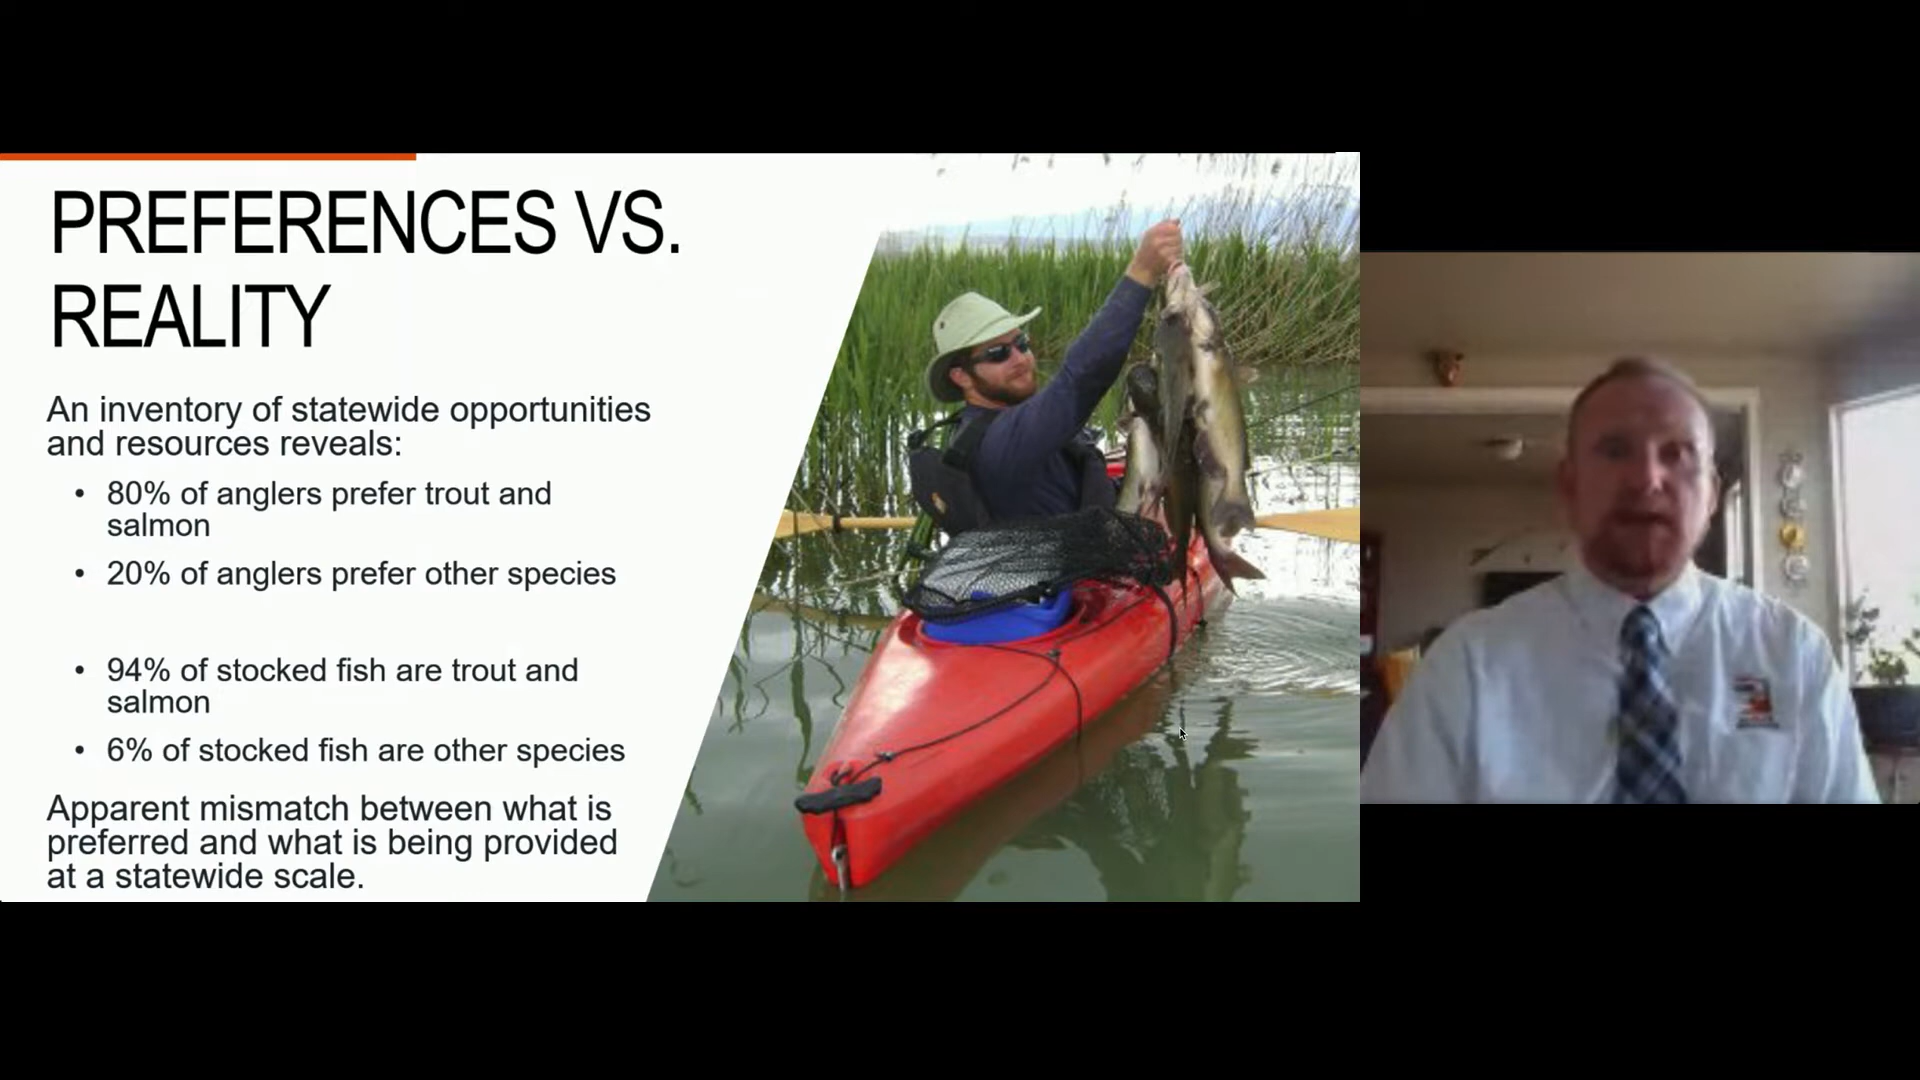 PREFERENCES VS.
REALITY
An inventory of statewide opportunities
and resources reveals:
• 80% of anglers prefer trout and
salmon
• 20% of anglers prefer other species
• 94% of stocked fish are trout and
salmon
• 6% of stocked fish are other species
Apparent mismatch between what is
preferred and what is being provided
at a statewide scale.